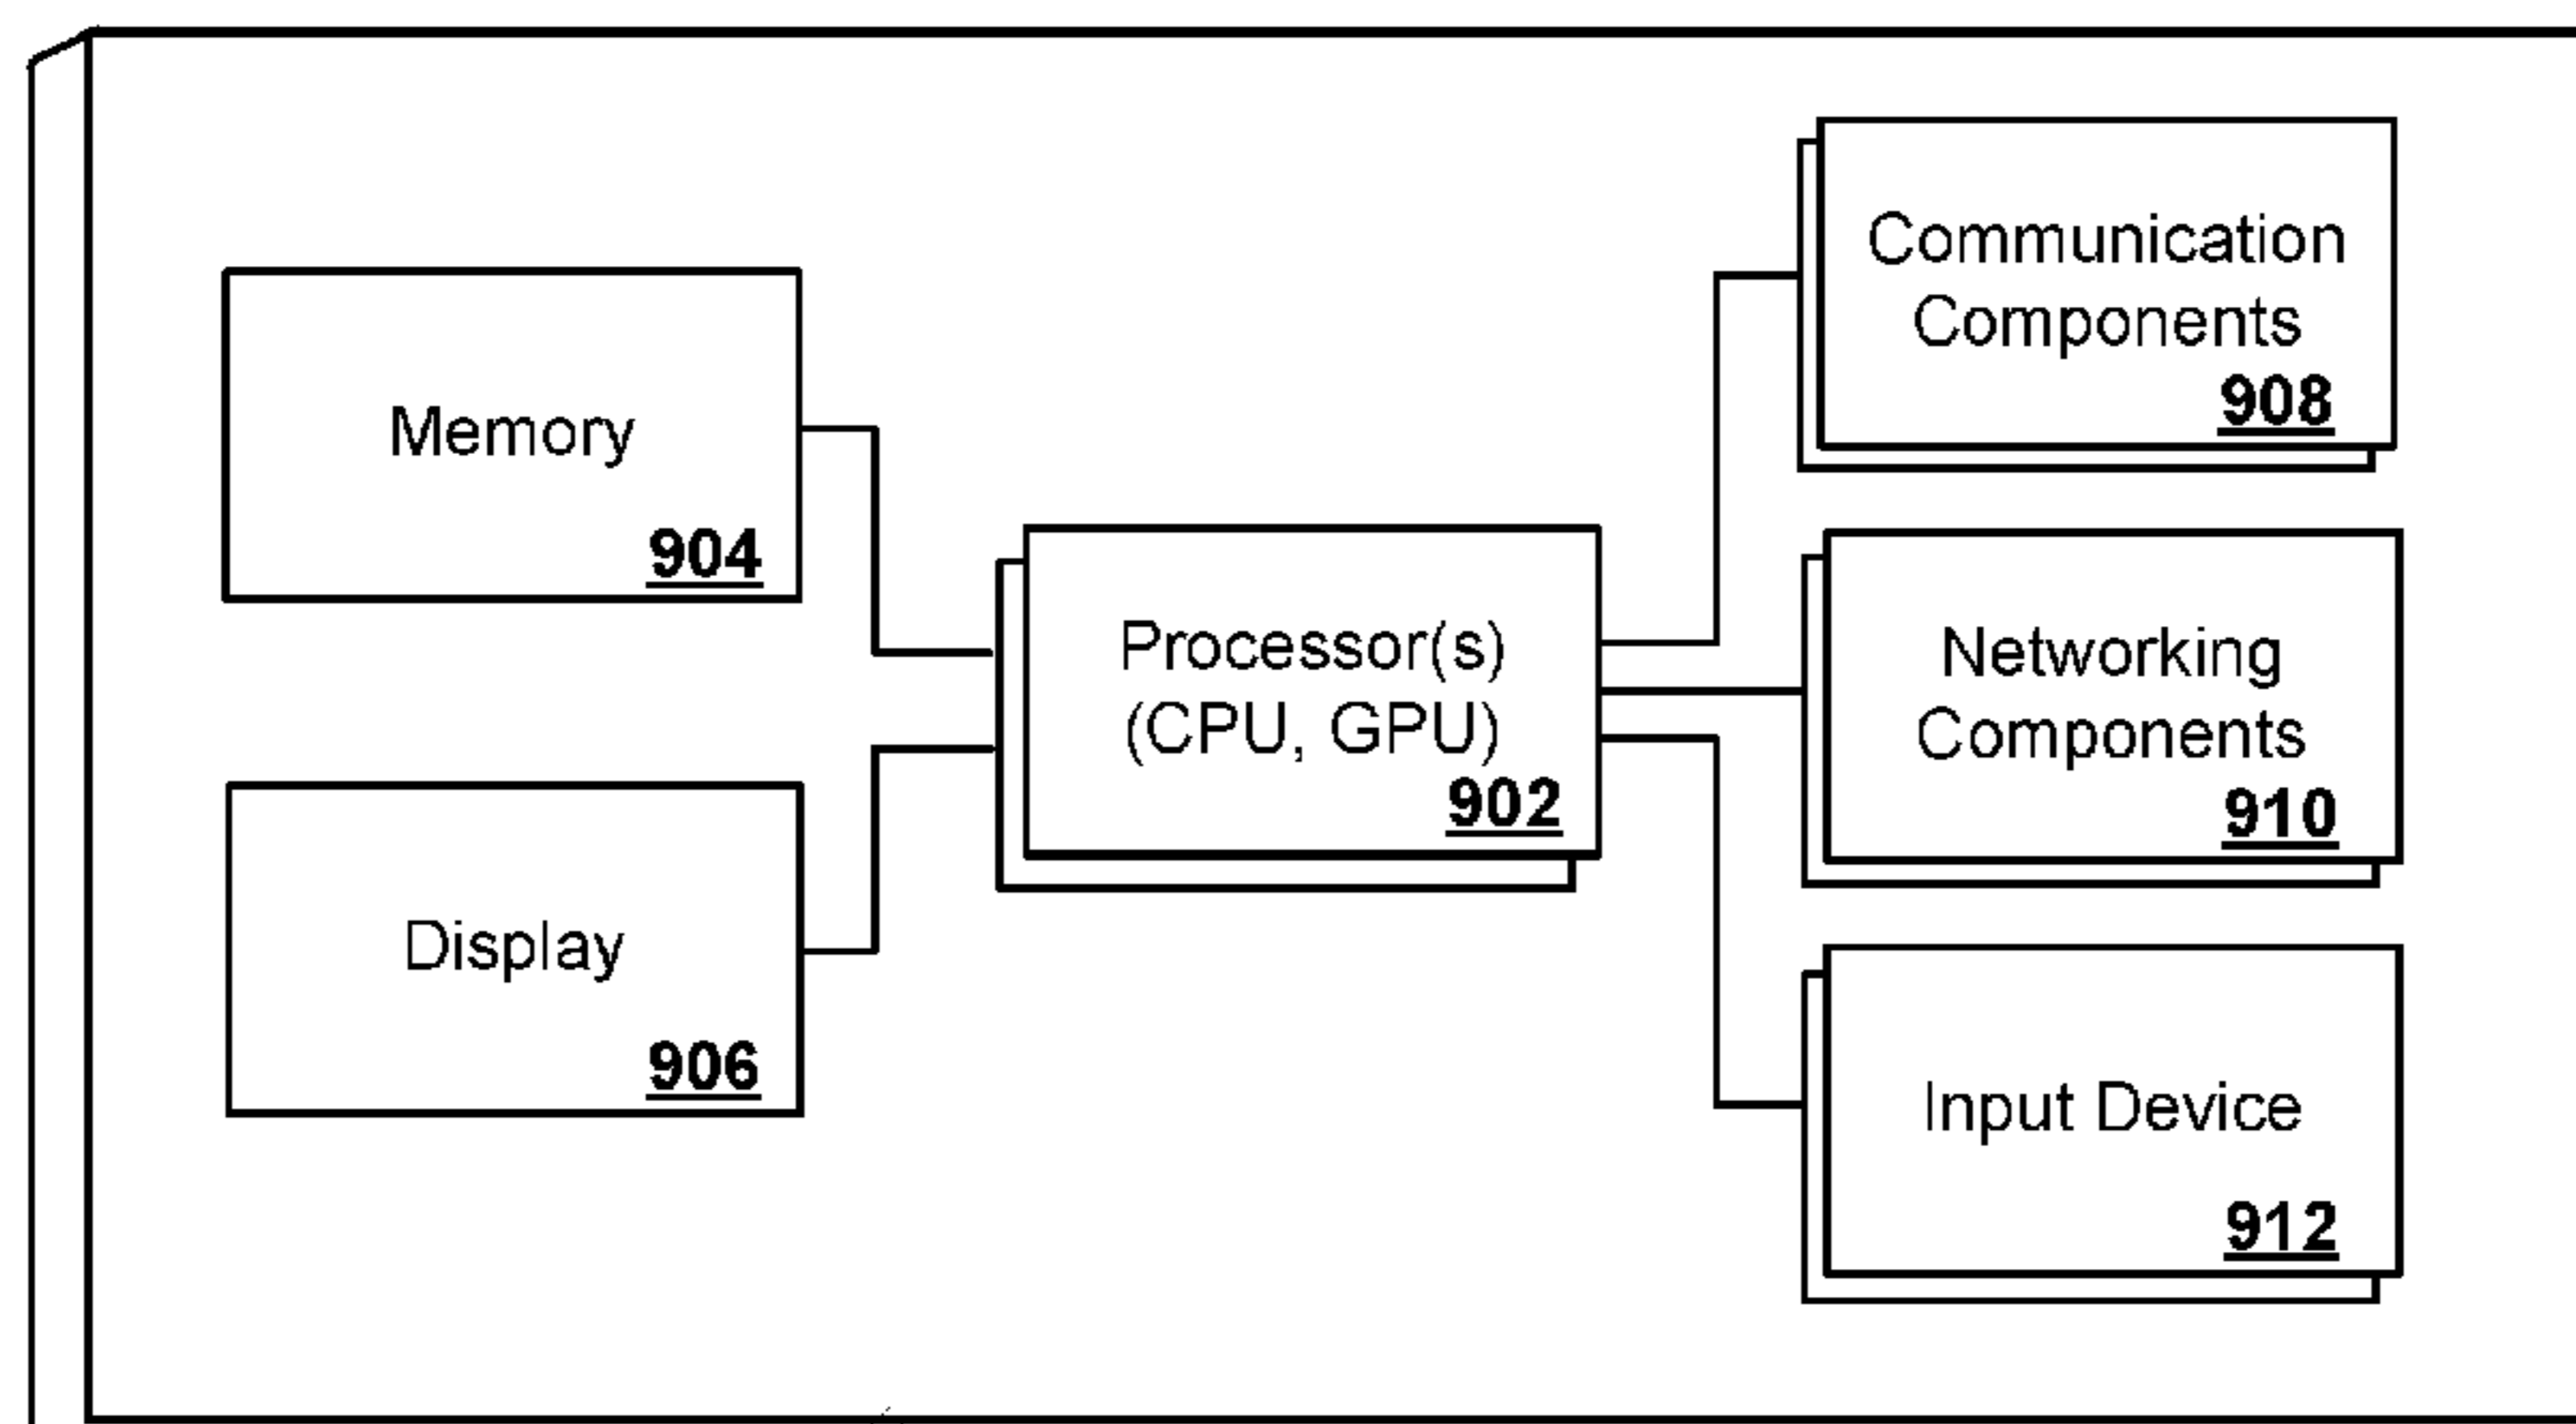 Memory
904
Display
906
Processor(s)
(CPU, GPU)
902
Communication
Components
908
Networking
Components
910
Input Device
912